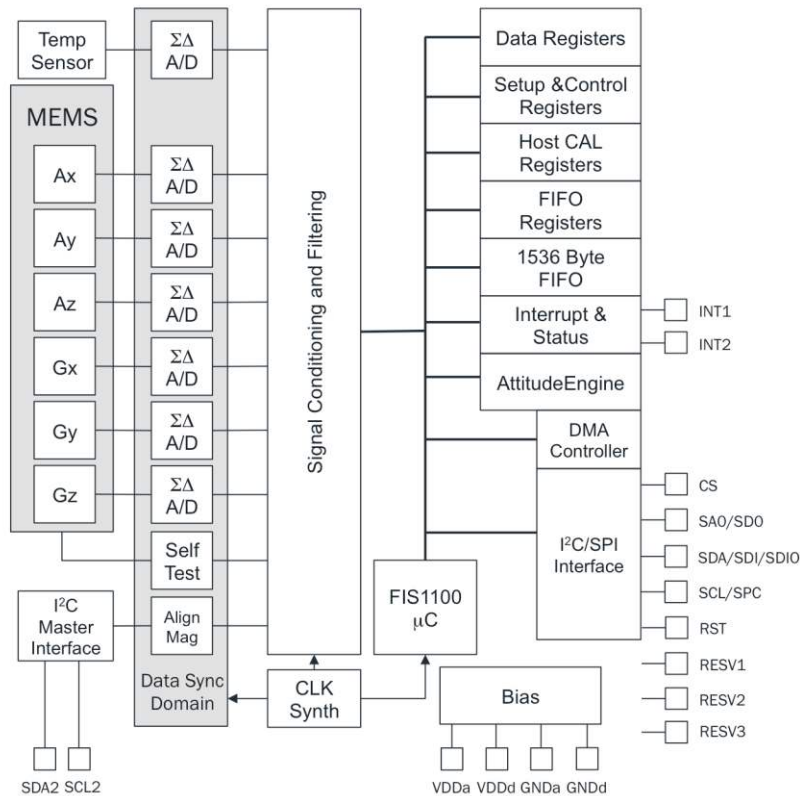 Temp
Sensor
ΣΔ
A/D
MEMS
Ax
ΣΔ
A/D
Ay
ΣΔ
A/D
Az
ΣΔ
A/D
Gx
ΣΔ
A/D
Gy
ΣΔ
A/D
Gz
ΣΔ
A/D
Self
Test
I²C
Master
Interface
Align
Mag
Data Sync
Domain
SDA2
SCL2
Signal Conditioning and Filtering
CLK
Synth
FIS1100
μC
Data Registers
Setup &Control
Registers
Host CAL
Registers
FIFO
Registers
1536 Byte
FIFO
Interrupt &
Status
AttitudeEngine
DMA
Controller
I²C/SPI
Interface
INT1
INT2
CS
SA0/SD0
SDA/SDI/SDIO
SCL/SPC
RST
RESV1
RESV2
RESV3
Bias
VDDa
VDDd
GNDa
GNDd